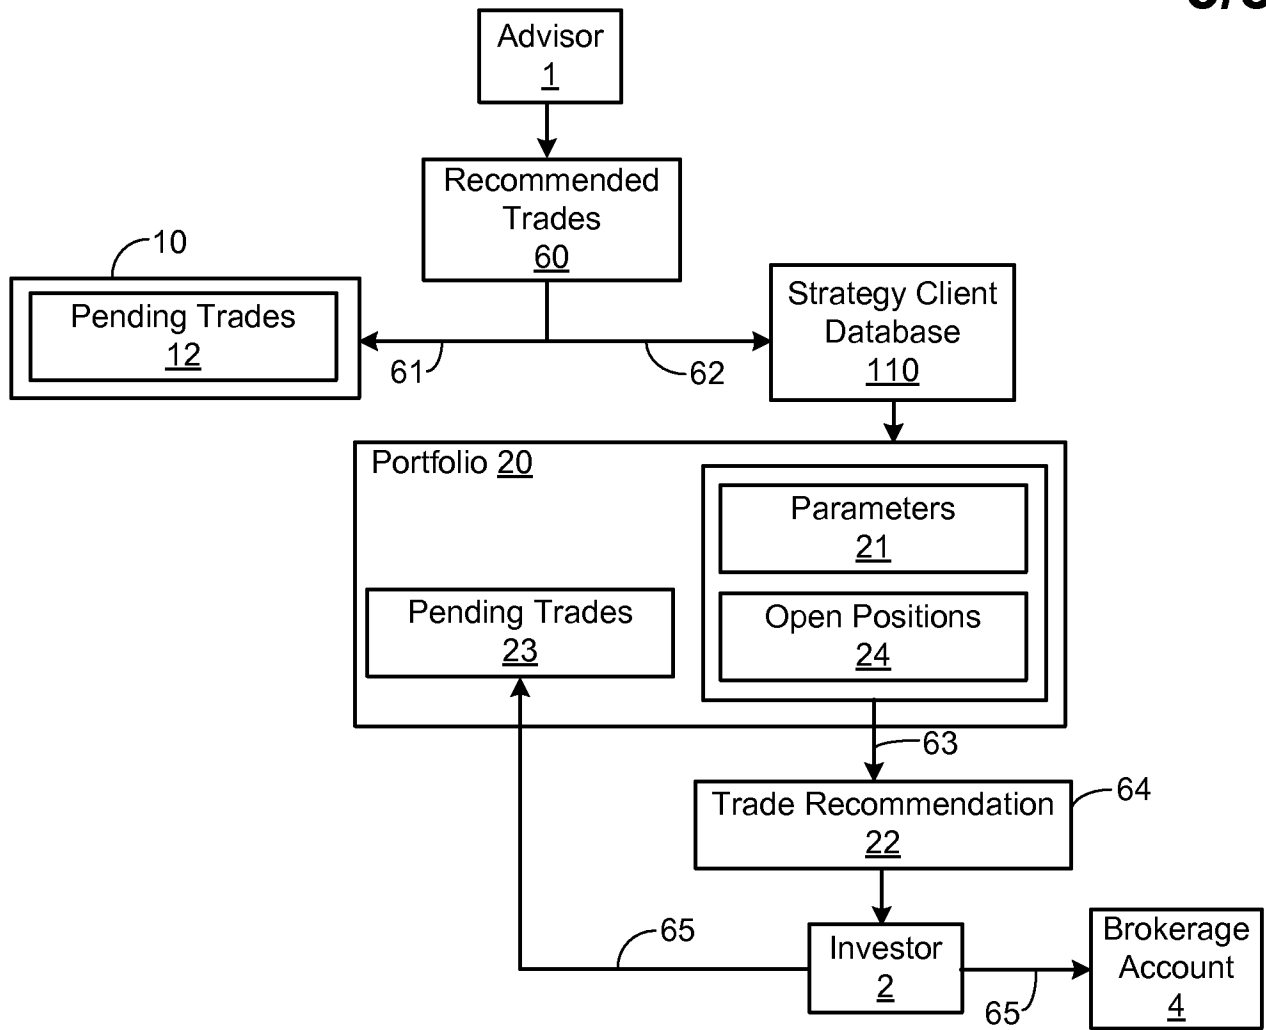 Advisor
1
Recommended
Trades
60
10
Pending Trades
12
61
62
Strategy Client
Database
110
Portfolio 20
Parameters
21
Open Positions
24
Pending Trades
23
63
Trade Recommendation
22
64
Investor
2
65
65
Brokerage
Account
4